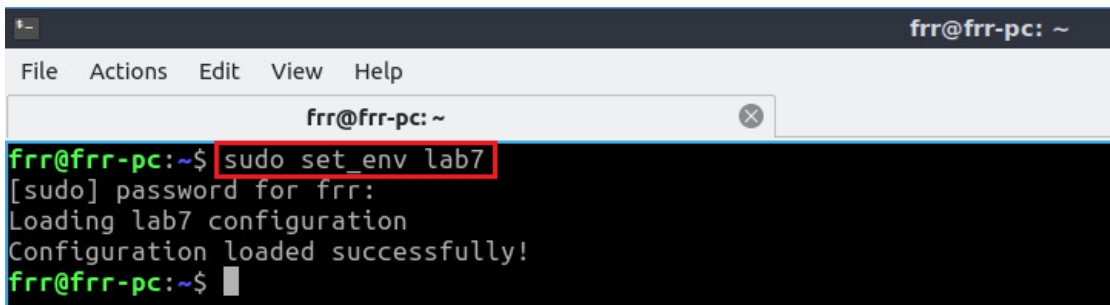 frr@frr-pc: ~
File Actions Edit View Help
frr@frr-pc: ~
frr@frr-pc:~$ sudo set_env lab7
[sudo] password for frr:
Loading lab7 configuration
Configuration loaded successfully!
frr@frr-pc:~$